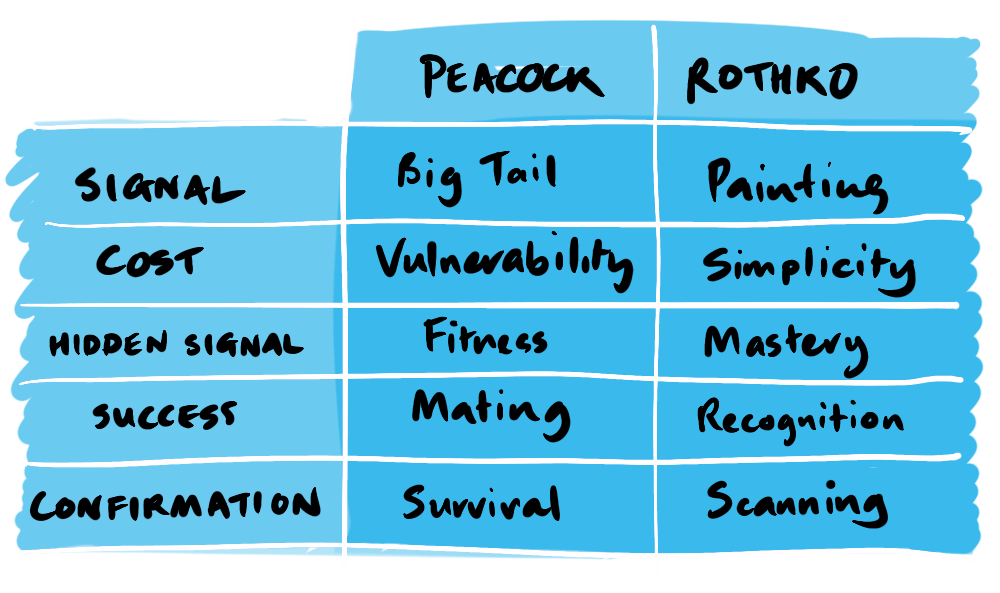 PEACOCK ROTHKO
SIGNAL Big Tail Painting
COST Vulnerability Simplicity
HIDDEN SIGNAL Fitness Mastery
SUCCESS Mating Recognition
CONFIRMATION Survival Scanning